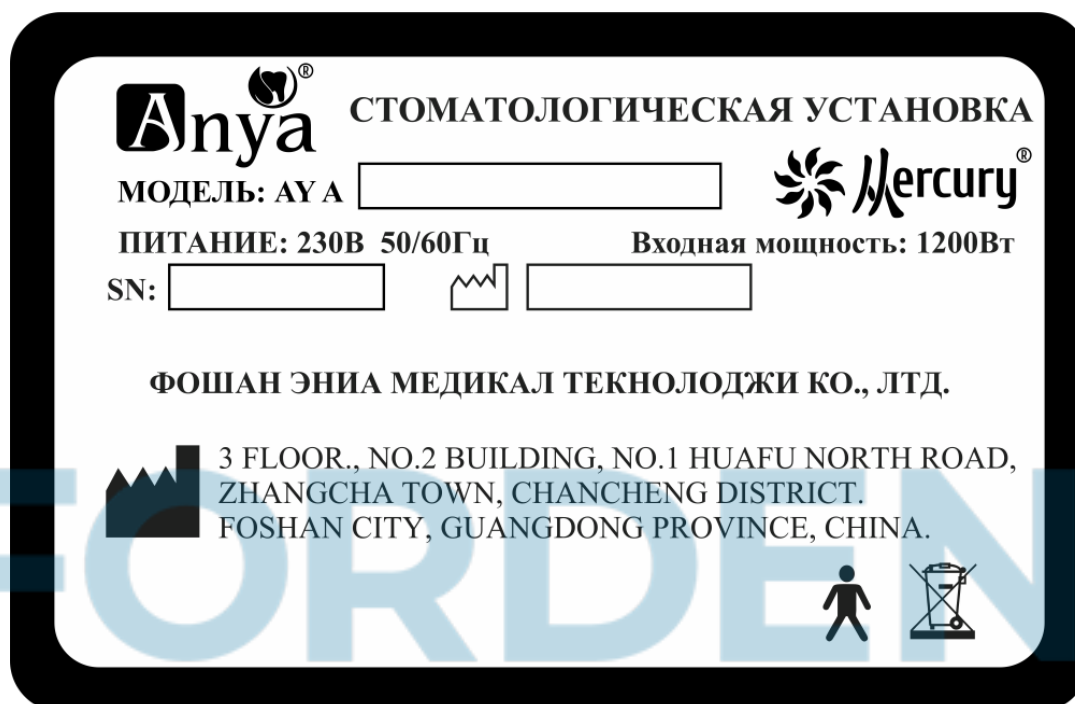 Anya®
СТОМАТОЛОГИЧЕСКАЯ УСТАНОВКА
МОДЕЛЬ: AY A
Mercury®
ПИТАНИЕ: 230В 50/60Гц Входная мощность: 1200Вт
SN:
ФОШАН ЭНИА МЕДИКАЛ ТЕКНОЛОДЖИ КО., ЛТД.
3 FLOOR., NO.2 BUILDING, NO.1 HUAFU NORTH ROAD,
ZHANGCHA TOWN, CHANCHENG DISTRICT.
FOSHAN CITY, GUANGDONG PROVINCE, CHINA.
FORDEN